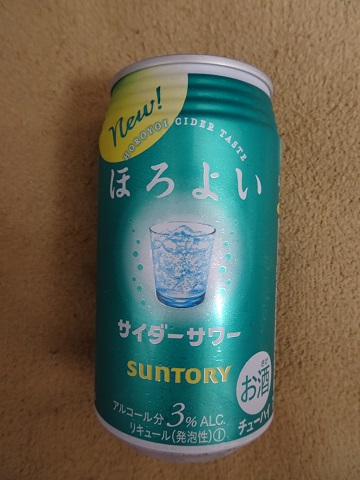 New!
HOROYOI CIDER TASTE
ほろよい
サイダーサワー
SUNTORY
お酒
チューハイ
アルコール分3%ALC.
リキュール(発泡性)①